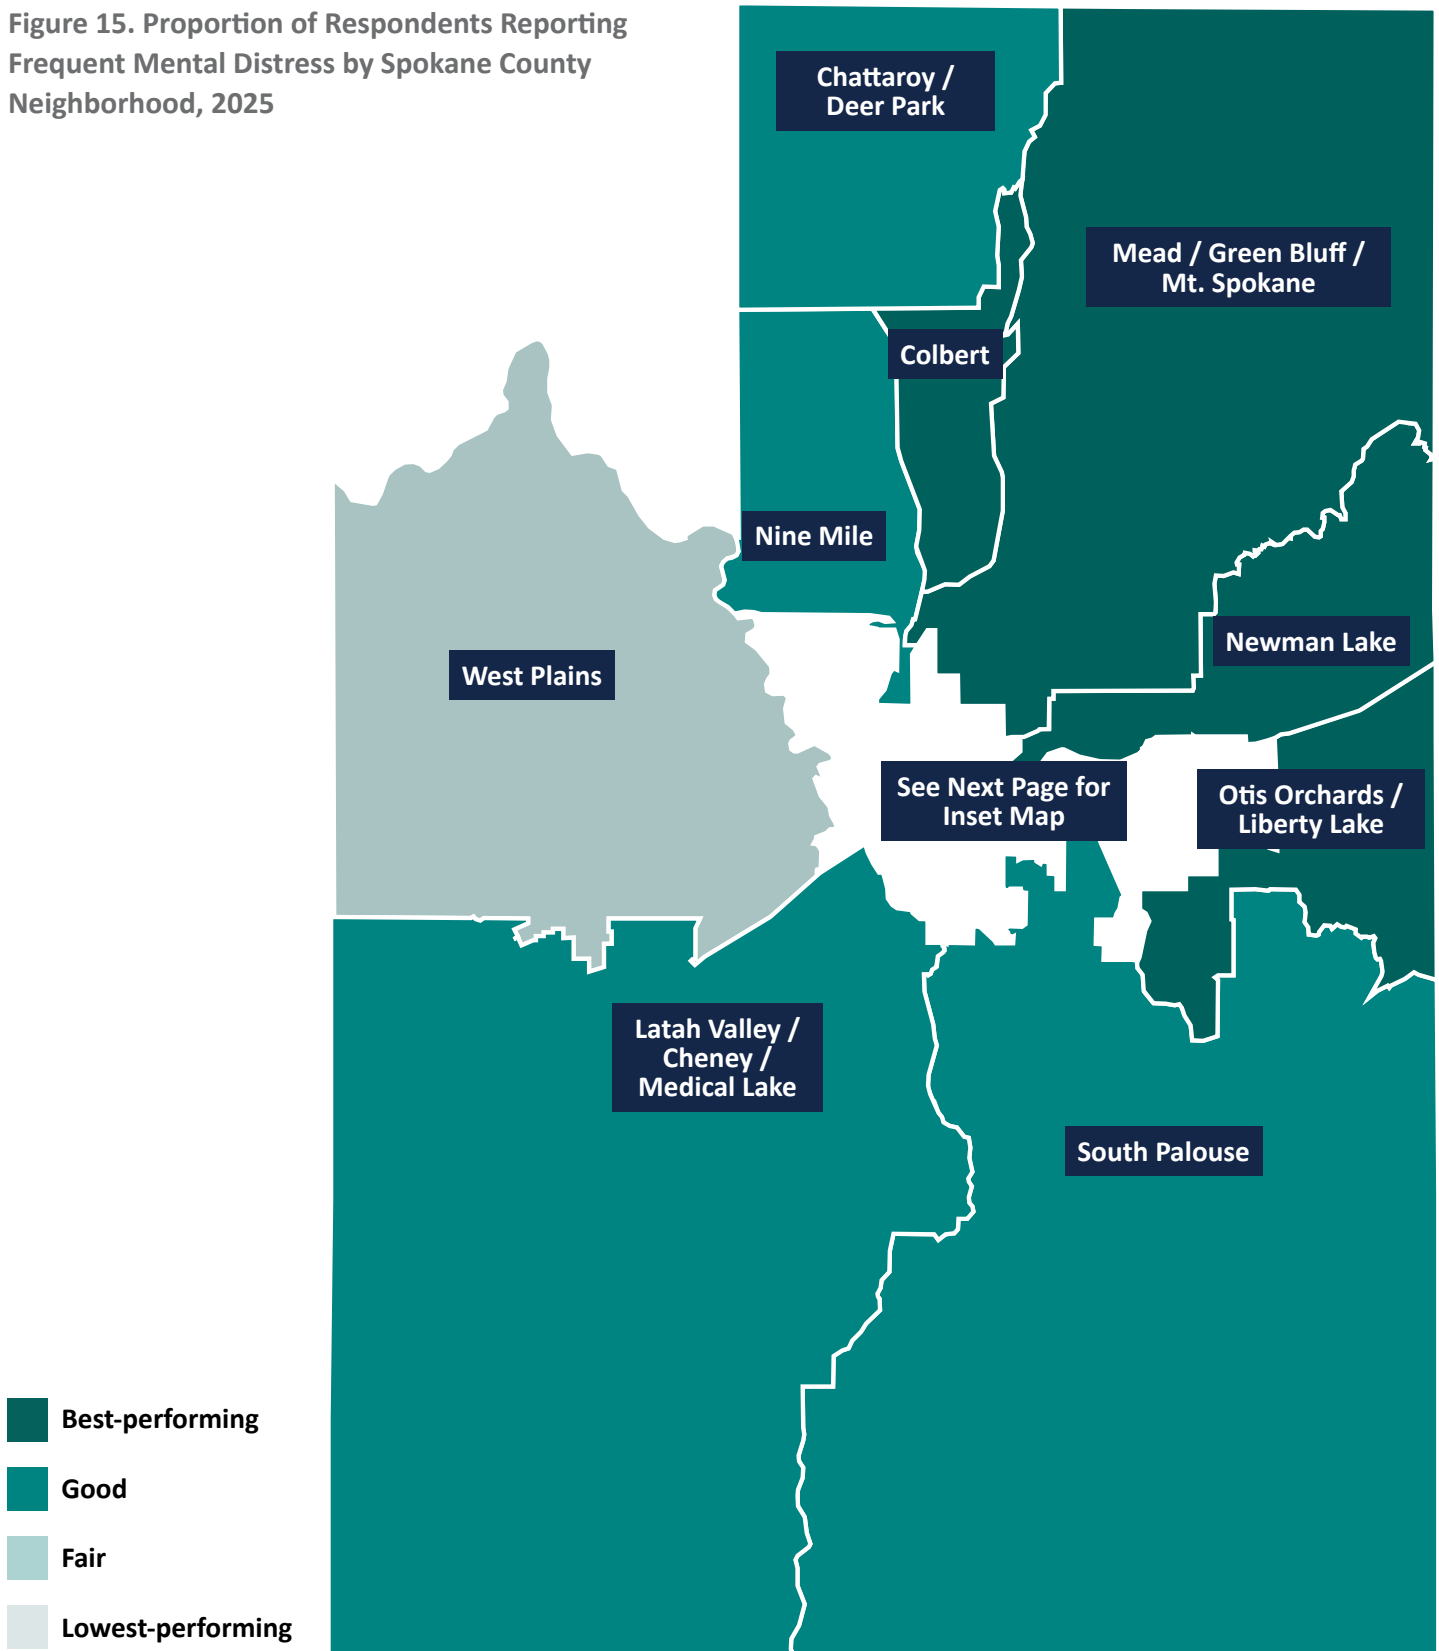 Figure 15. Proportion of Respondents Reporting
Frequent Mental Distress by Spokane County
Neighborhood, 2025
Chattaroy /
Deer Park
Mead / Green Bluff /
Mt. Spokane
Colbert
Nine Mile
Newman Lake
West Plains
See Next Page for
Inset Map
Otis Orchards /
Liberty Lake
Latah Valley /
Cheney /
Medical Lake
South Palouse
Best-performing
Good
Fair
Lowest-performing